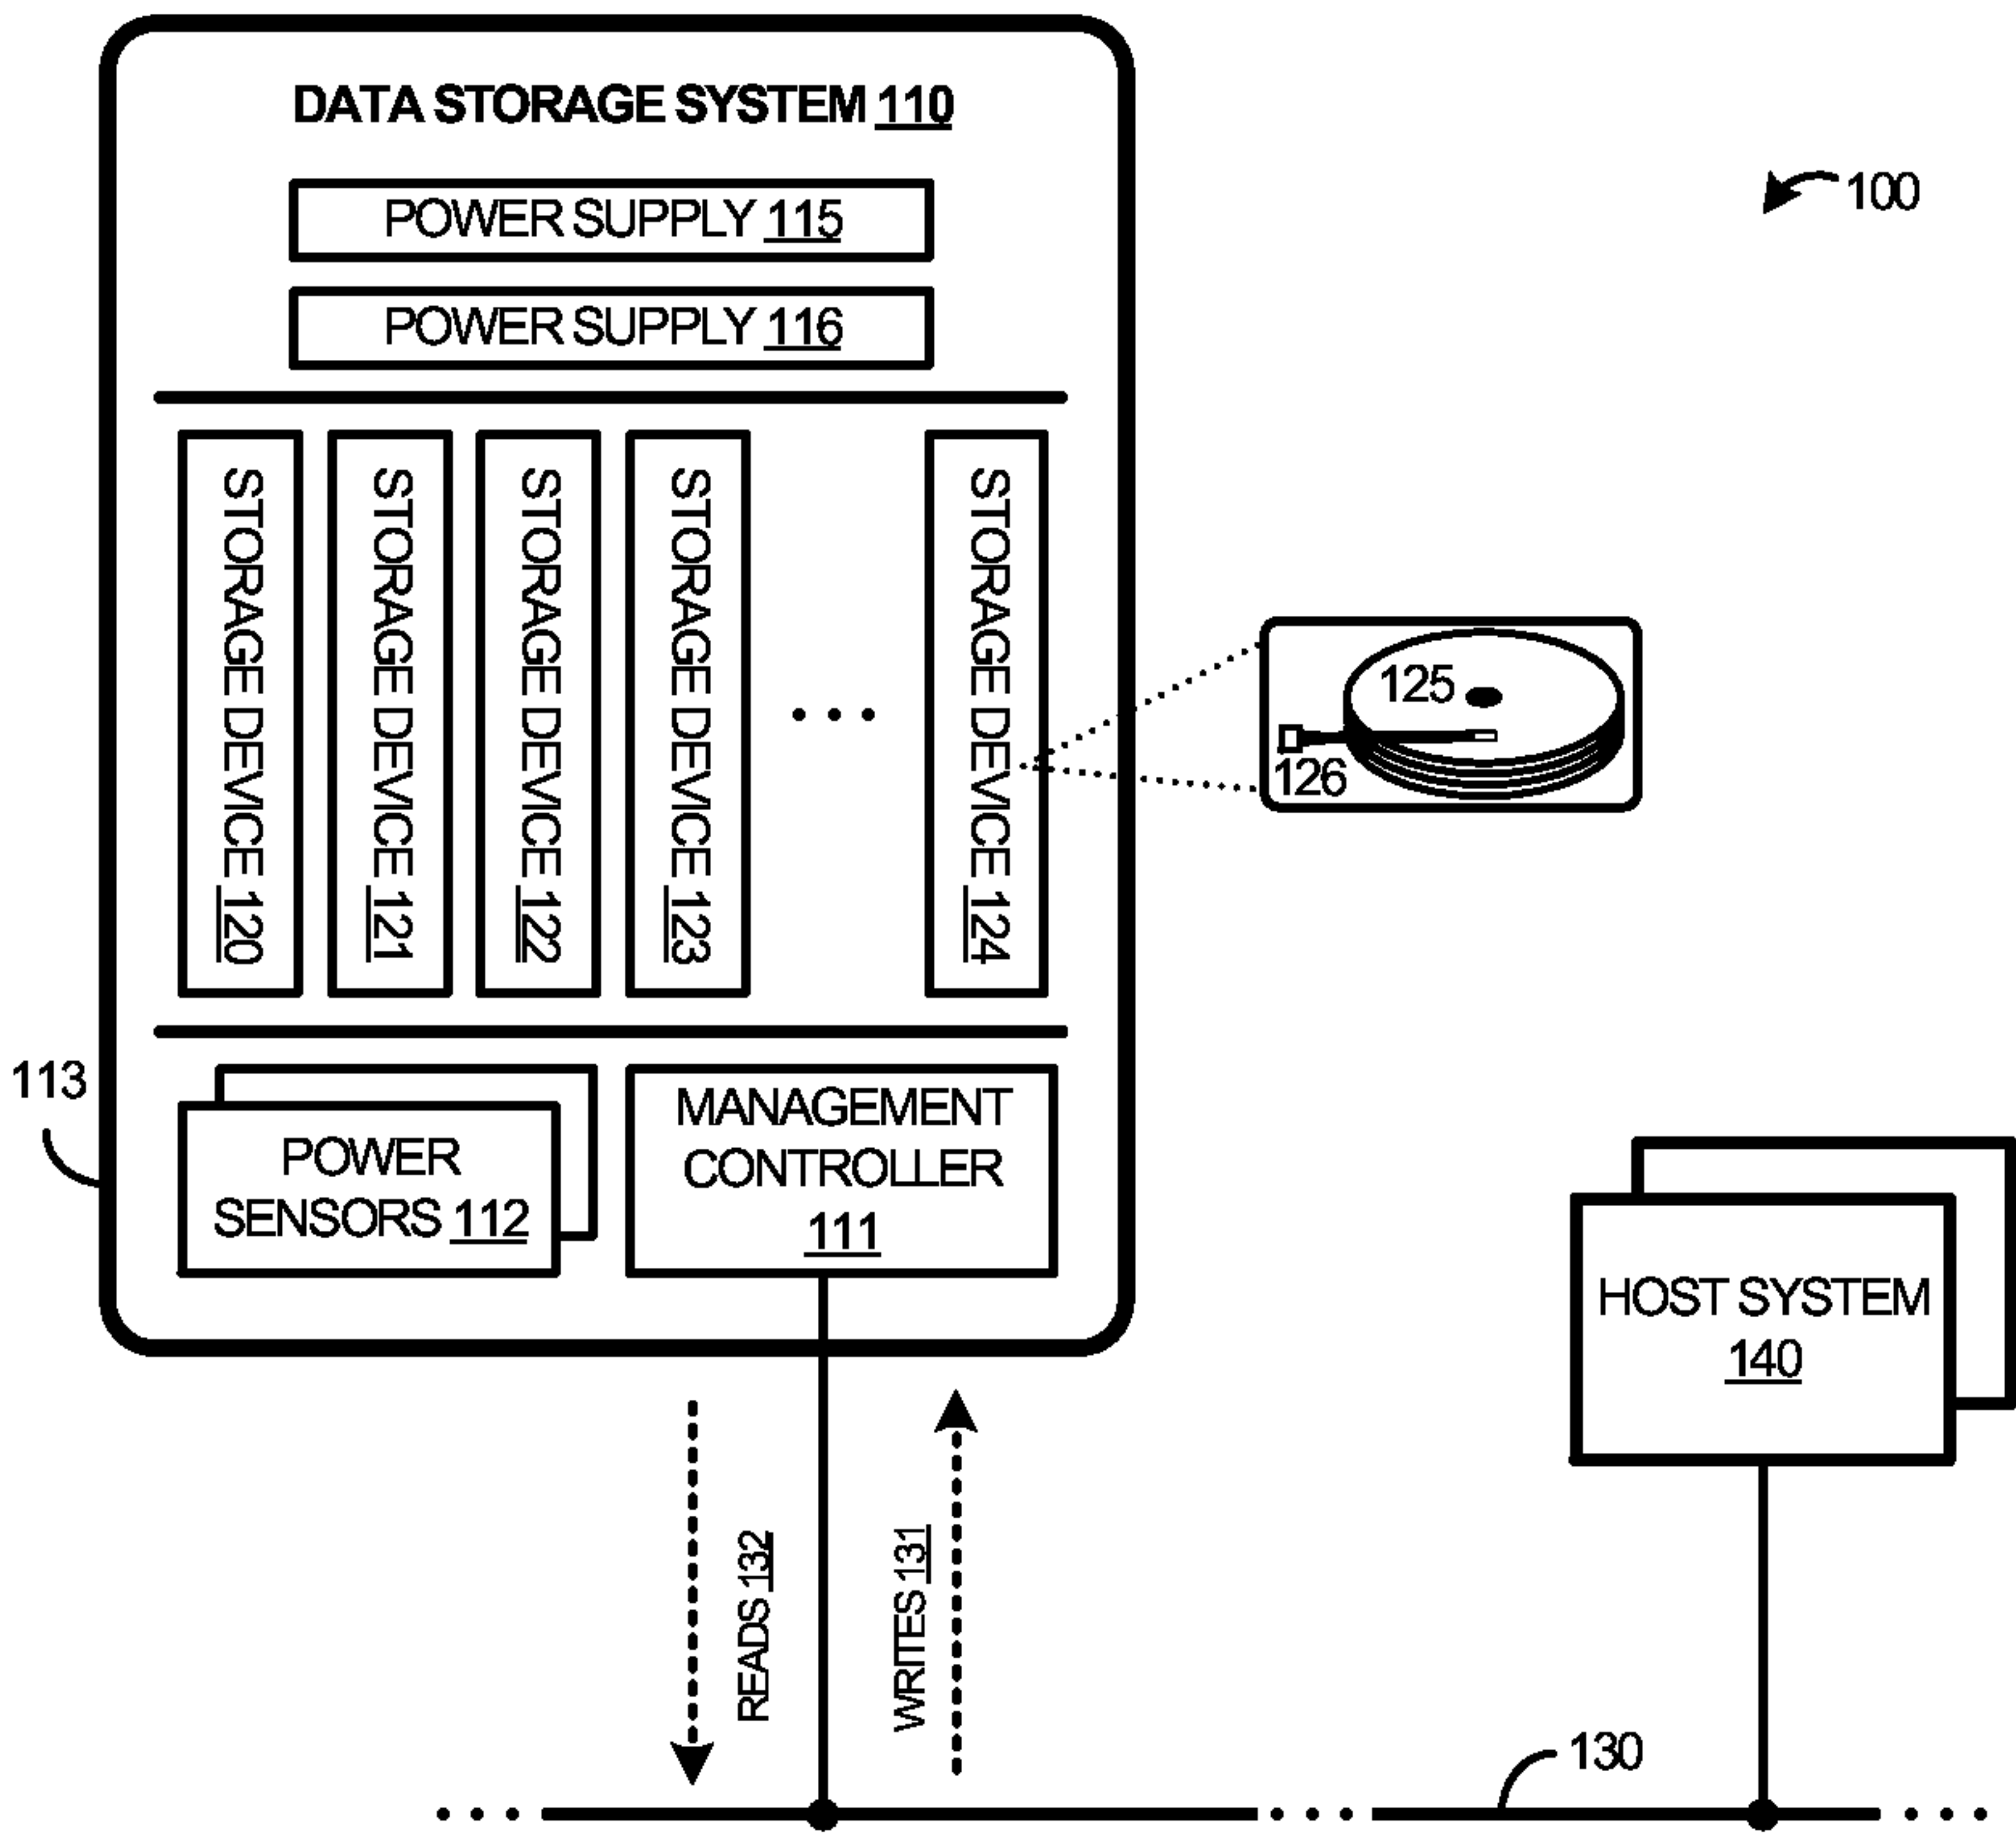 DATA STORAGE SYSTEM 110
100
POWER SUPPLY 115
POWER SUPPLY 116
STORAGE DEVICE 120
STORAGE DEVICE 121
STORAGE DEVICE 122
STORAGE DEVICE 123
STORAGE DEVICE 124
125
126
113
POWER
SENSORS 112
MANAGEMENT
CONTROLLER
111
HOST SYSTEM
140
READS 132
WRITES 131
130